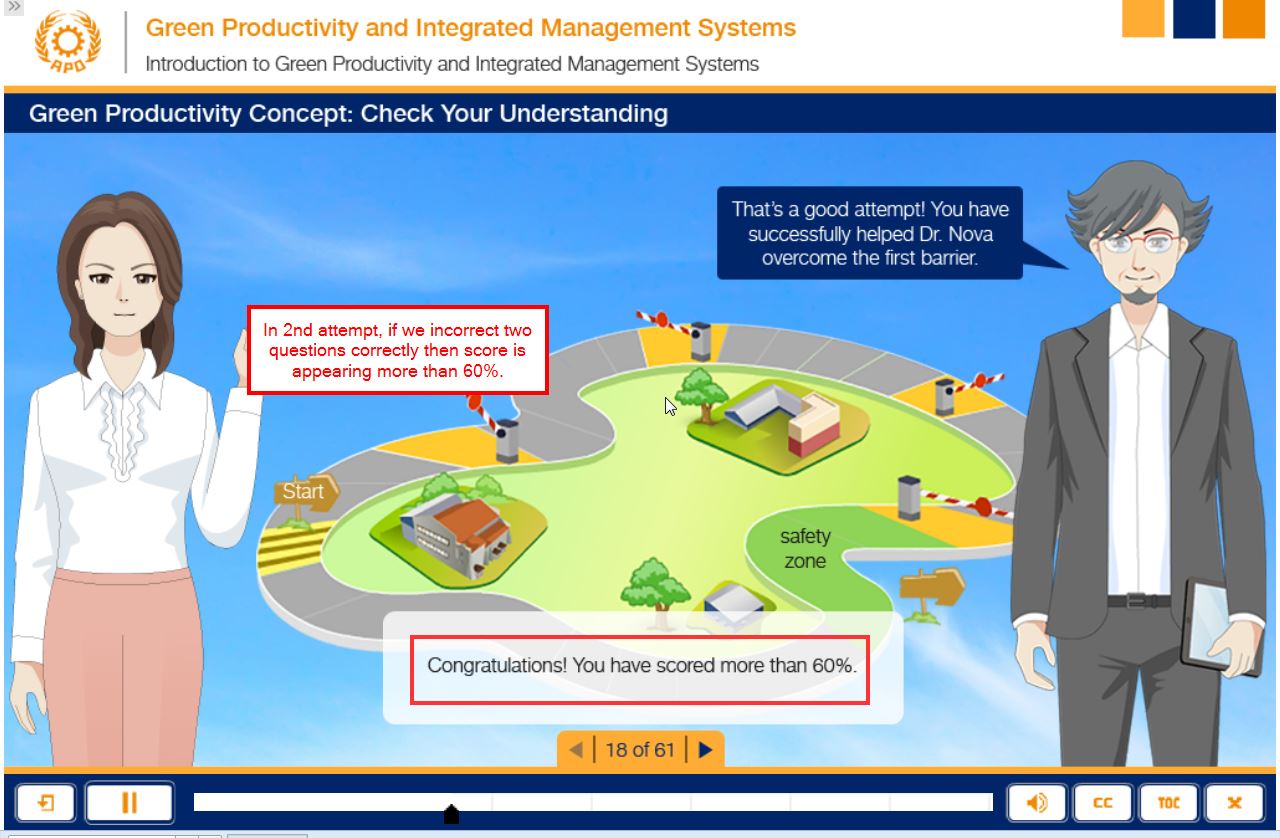 »
APO
Green Productivity and Integrated Management Systems
Introduction to Green Productivity and Integrated Management Systems
Green Productivity Concept: Check Your Understanding
That's a good attempt! You have
successfully helped Dr. Nova
overcome the first barrier.
In 2nd attempt, if we incorrect two
questions correctly then score is
appearing more than 60%.
Start
safety
zone
Congratulations! You have scored more than 60%.
18 of 61
CC
TOC